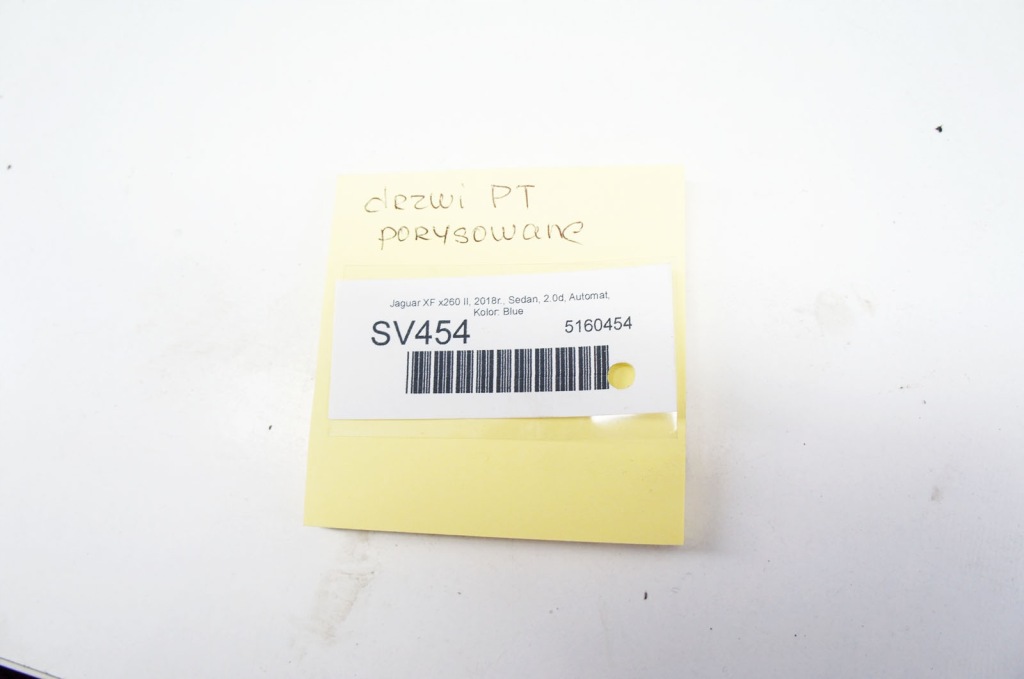 drzwi PT
porysowane
Jaguar XF x260 II, 2018r., Sedan, 2.0d, Automat,
Kolor: Blue
SV454 5160454